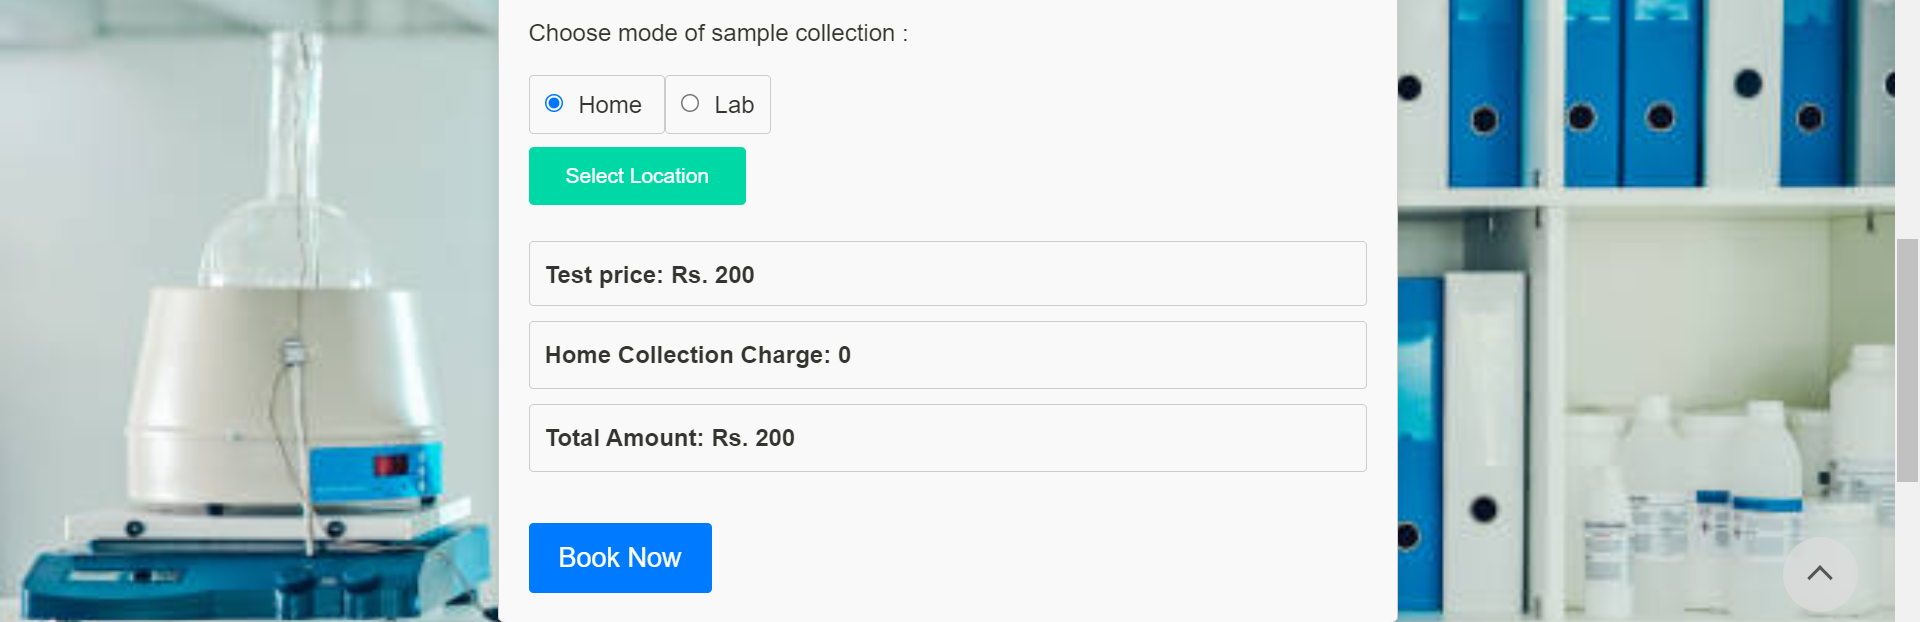 Choose mode of sample collection :
Home Lab
Select Location
Test price: Rs. 200
Home Collection Charge: 0
Total Amount: Rs. 200
Book Now